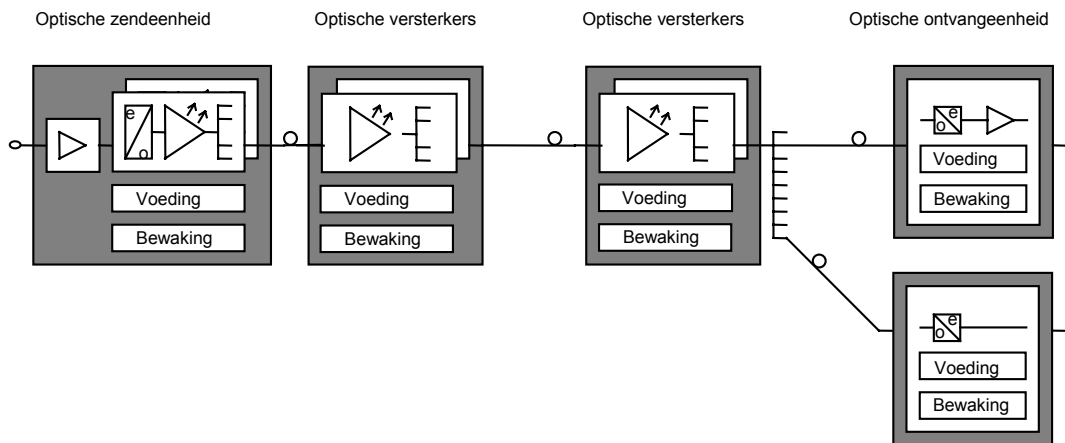 Optische zendeenheid
Optische versterkers
Optische versterkers
Optische ontvangeenheid
e
o
Voeding
Bewaking
Voeding
Bewaking
Voeding
Bewaking
e
o
Voeding
Bewaking
e
o
Voeding
Bewaking